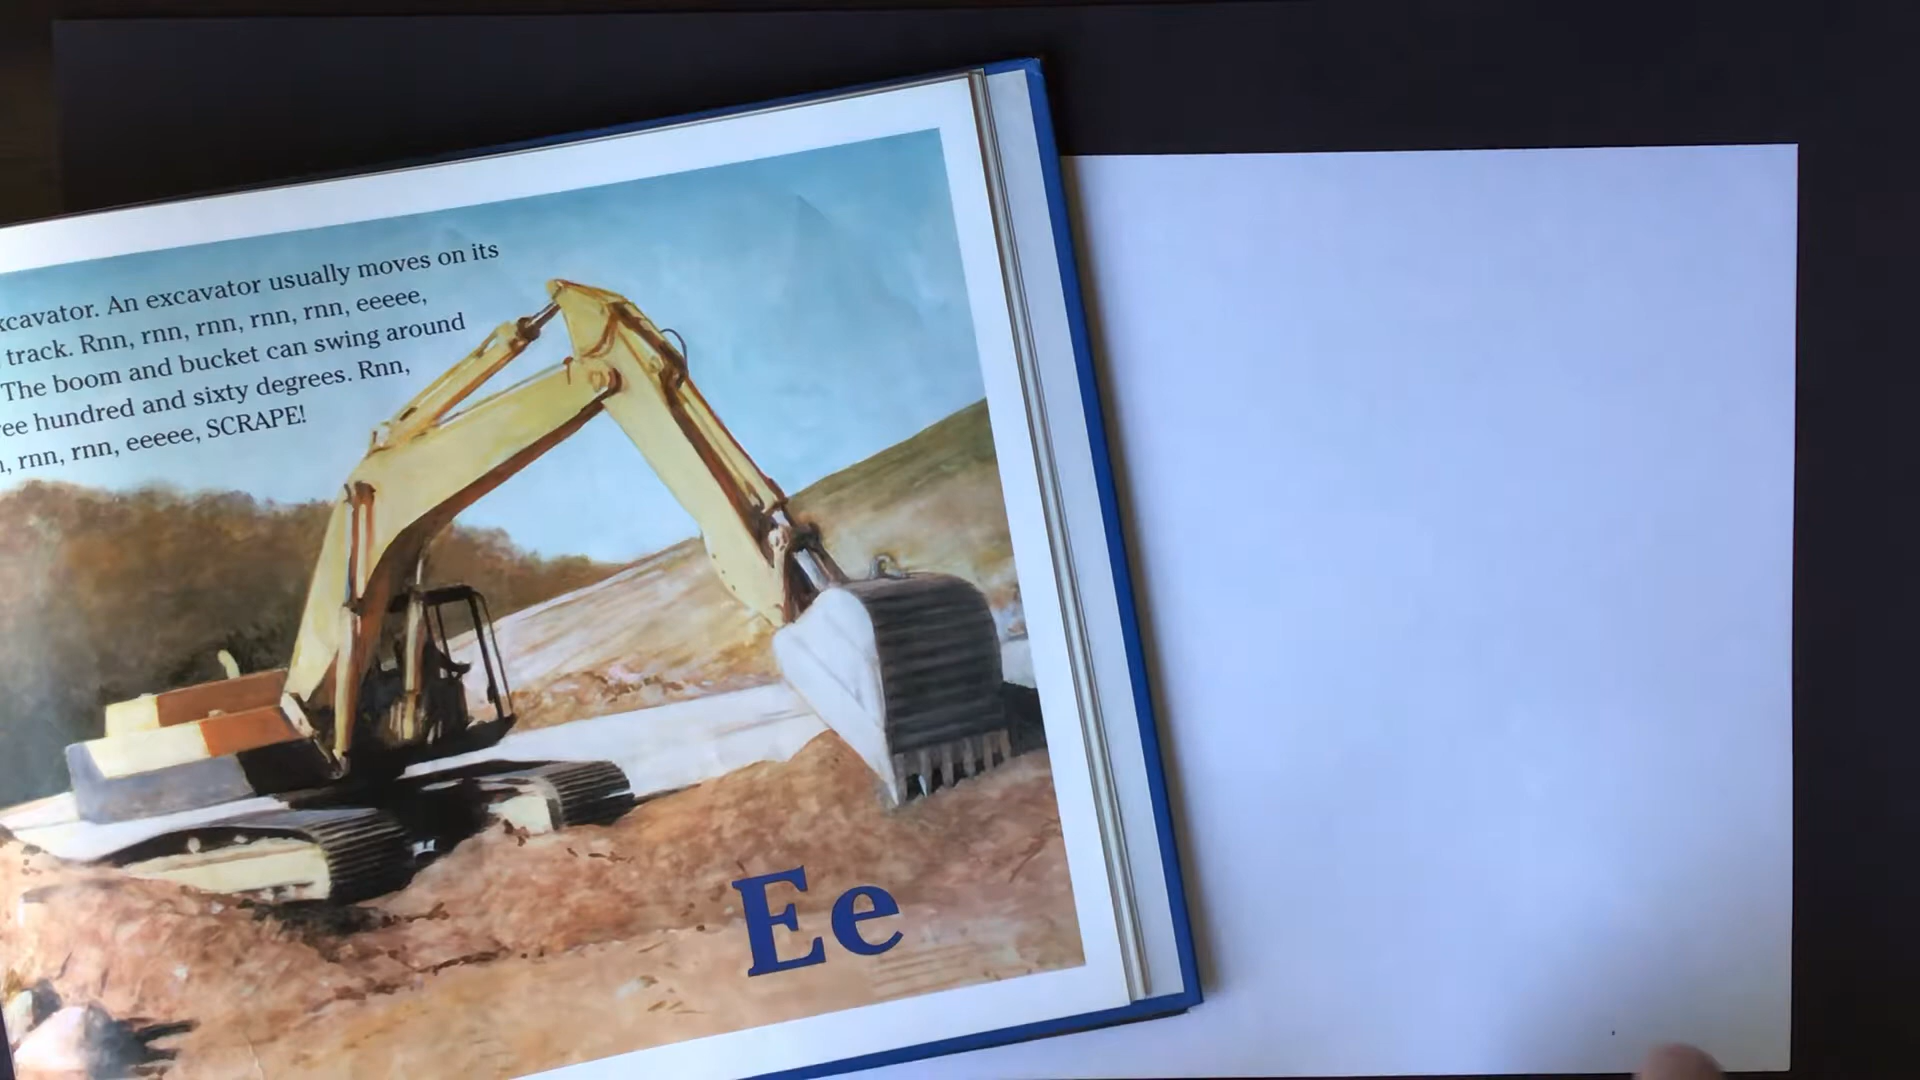 xcavator. An excavator usually moves on its
track. Rnn, rnn, rnn, rnn, rnn, eeeee,
The boom and bucket can swing around
ee hundred and sixty degrees. Rnn,
, rnn, rnn, eeeee, SCRAPE!
Ee